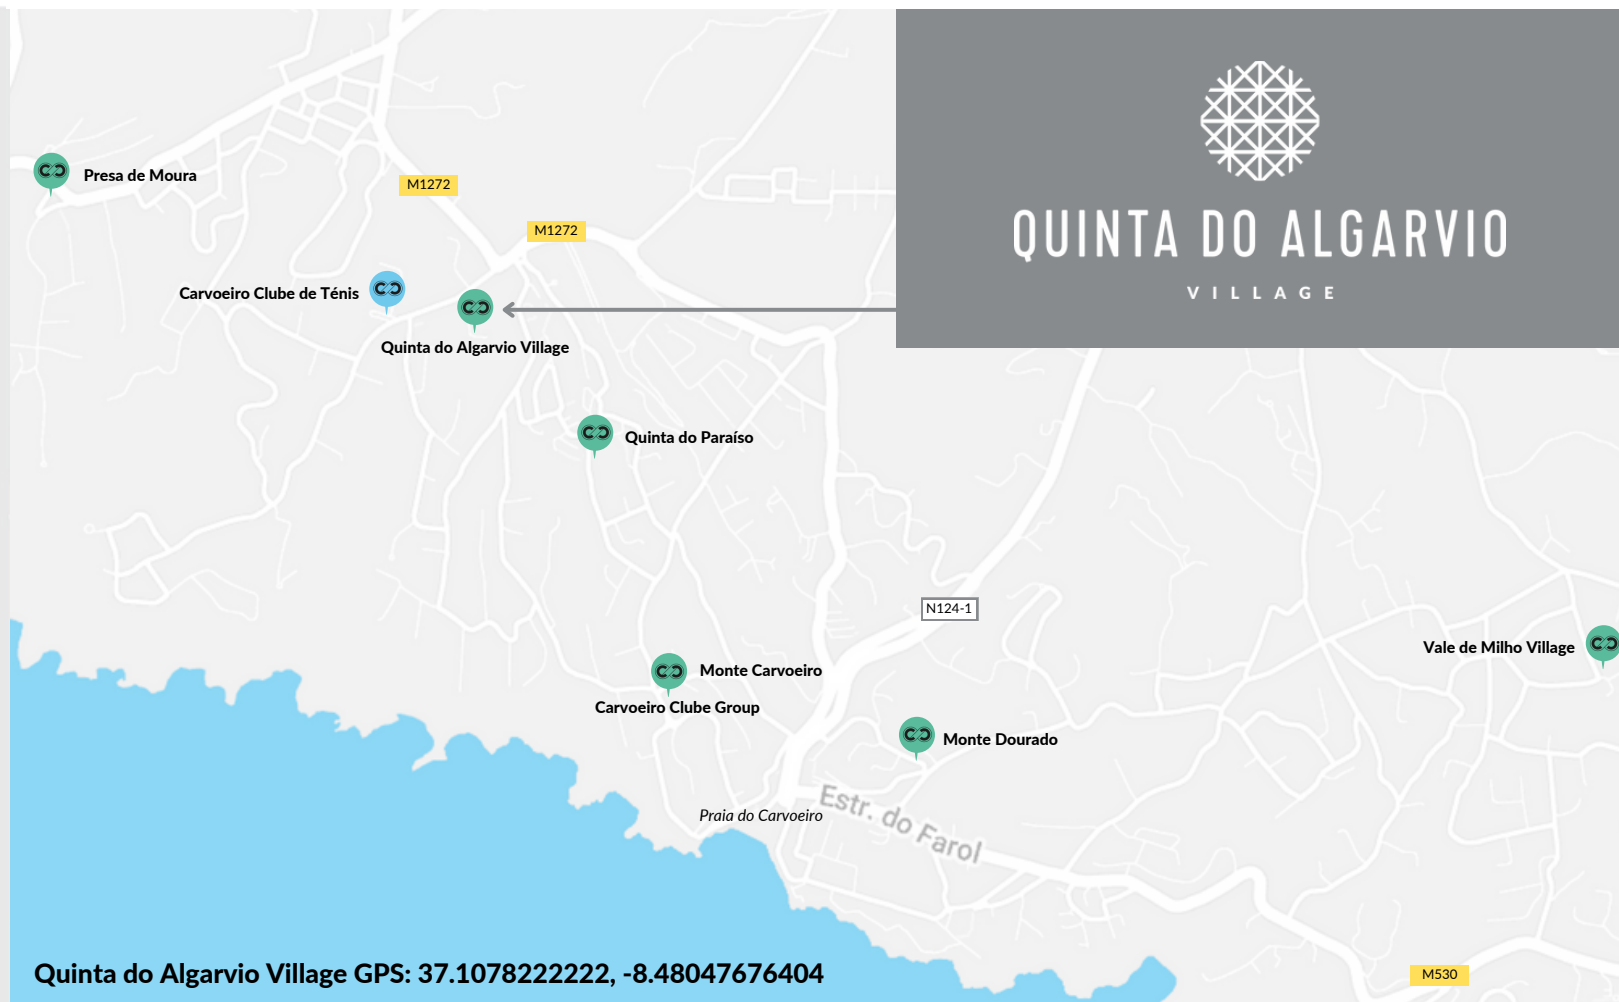 QUINTA DO ALGARVIO
VILLAGE
Presa de Moura
M1272
M1272
Carvoeiro Clube de Ténis
Quinta do Algarvio Village
Quinta do Paraíso
N124-1
Vale de Milho Village
Monte Carvoeiro
Carvoeiro Clube Group
Monte Dourado
Praia do Carvoeiro
Estr. do Farol
Quinta do Algarvio Village GPS: 37.1078222222, -8.48047676404
M530